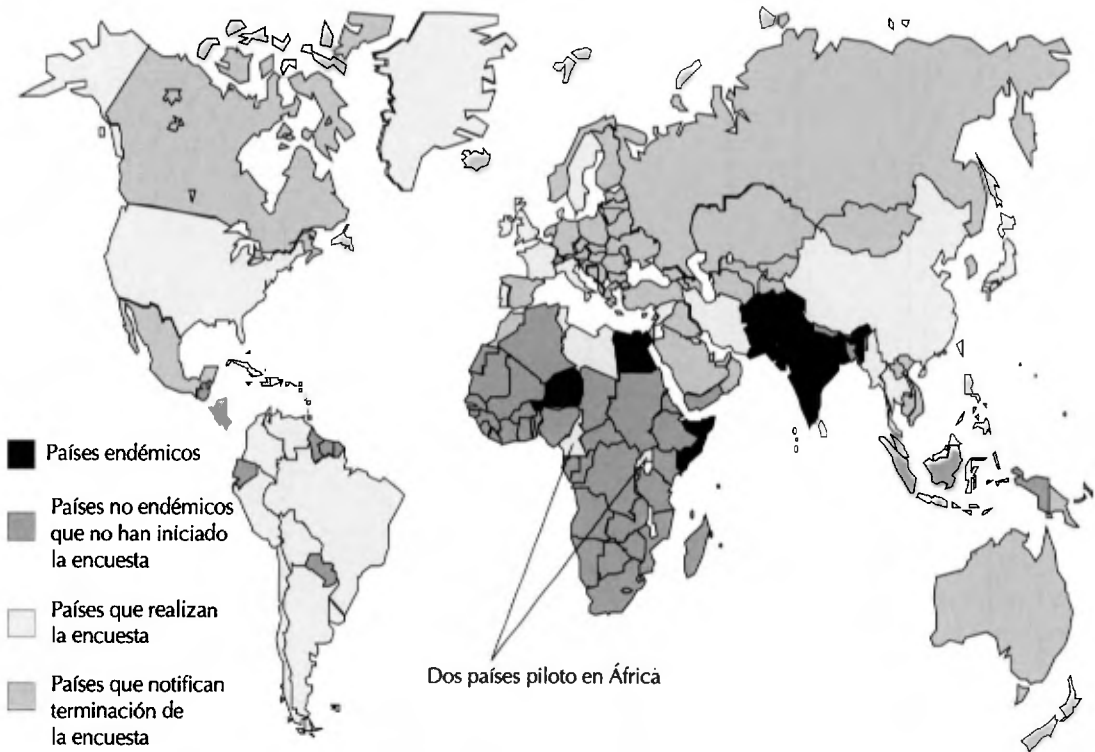 Países endémicos
Países no endémicos
que no han iniciado
la encuesta
Países que realizan
la encuesta
Países que notifican
terminación de
la encuesta
Dos países piloto en África